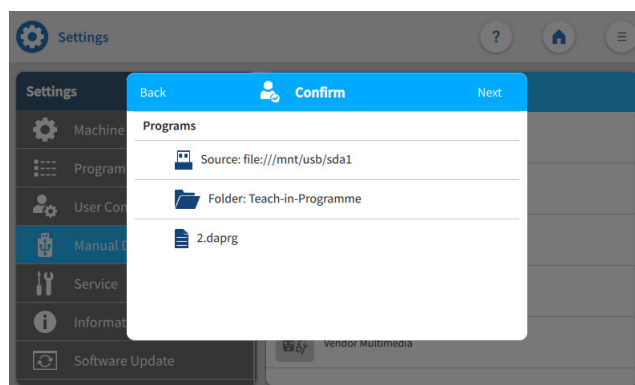 Settings
?
Settings
Back
Confirm
Next
Programs
Machine
Source: file:///mnt/usb/sda1
Program
Folder: Teach-in-Programme
User Con
2.daprg
Manual D
Service
Informat
Vendor Multimedia
Software Update